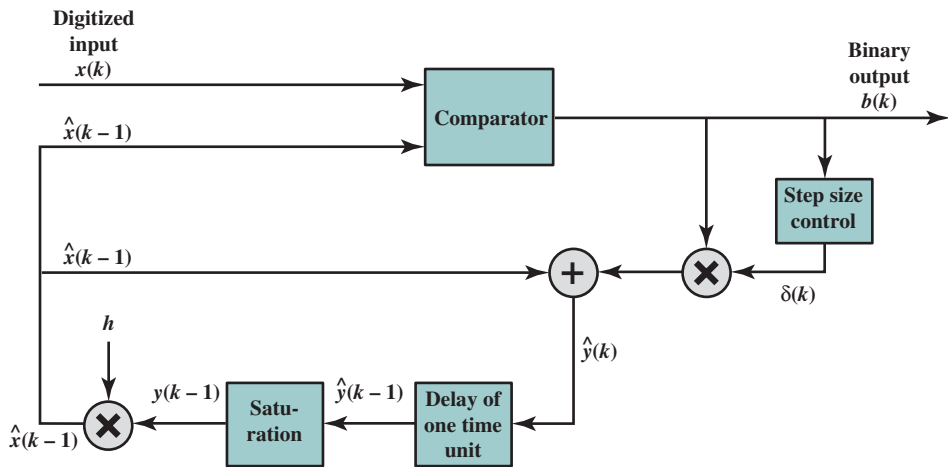 Digitized
input
x(k)
Binary
output
b(k)
Comparator
x̂(k – 1)
Step size
control
x̂(k – 1)
+
×
δ(k)
h
ŷ(k)
y(k – 1)
ŷ(k – 1)
Delay of
one time
unit
Satu-
ration
×
x̂(k – 1)